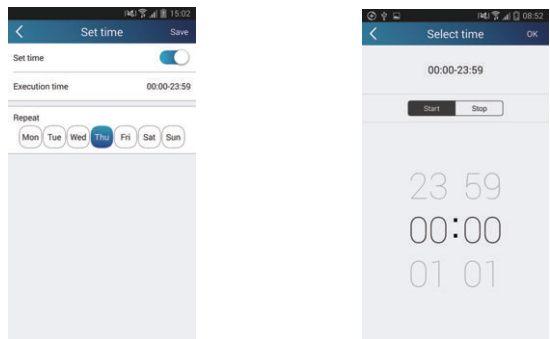 15:02
Set time
Save
Set time
Execution time 00:00-23:59
Repeat
Mon Tue Wed Thu Fri Sat Sun
08:52
Select time
OK
00:00-23:59
Start Stop
23 59
00:00
01 01